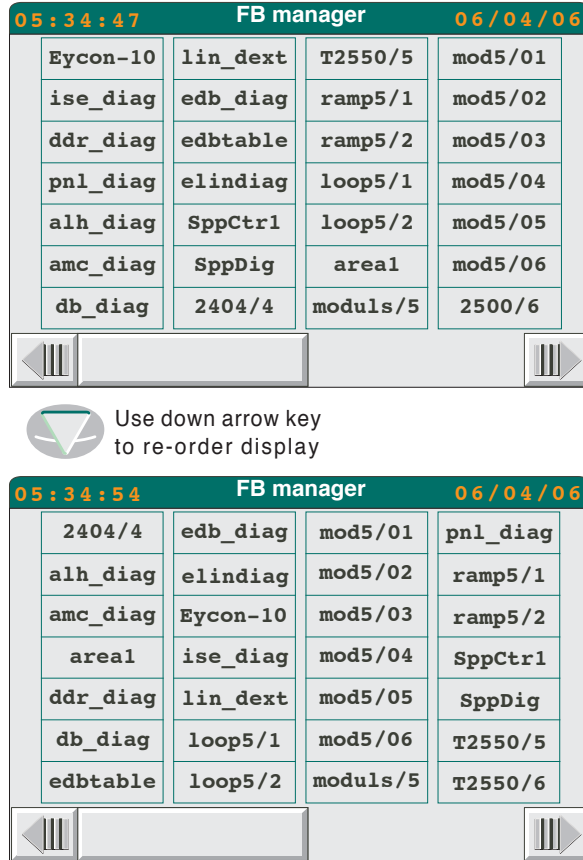 05:34:47 FB manager 06/04/06
Eycon-10 lin_dext T2550/5 mod5/01
ise_diag edb_diag ramp5/1 mod5/02
ddr_diag edbtable ramp5/2 mod5/03
pnl_diag elindiag loop5/1 mod5/04
alh_diag SppCtr1 loop5/2 mod5/05
amc_diag SppDig area1 mod5/06
db_diag 2404/4 moduls/5 2500/6
Use down arrow key
to re-order display
05:34:54 FB manager 06/04/06
2404/4 edb_diag mod5/01 pnl_diag
alh_diag elindiag mod5/02 ramp5/1
amc_diag Eycon-10 mod5/03 ramp5/2
area1 ise_diag mod5/04 SppCtr1
ddr_diag lin_dext mod5/05 SppDig
db_diag loop5/1 mod5/06 T2550/5
edbtable loop5/2 moduls/5 T2550/6